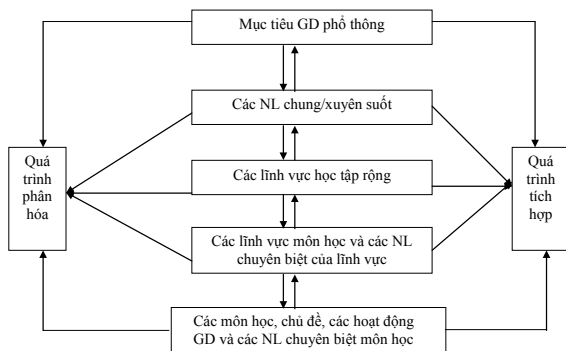 Mục tiêu GD phổ thông
Các NL chung/xuyên suốt
Quá
trình
phân
hóa
Các lĩnh vực học tập rộng
Quá
trình
tích
hợp
Các lĩnh vực môn học và các NL
chuyên biệt của lĩnh vực
Các môn học, chủ đề, các hoạt động
GD và các NL chuyên biệt môn học